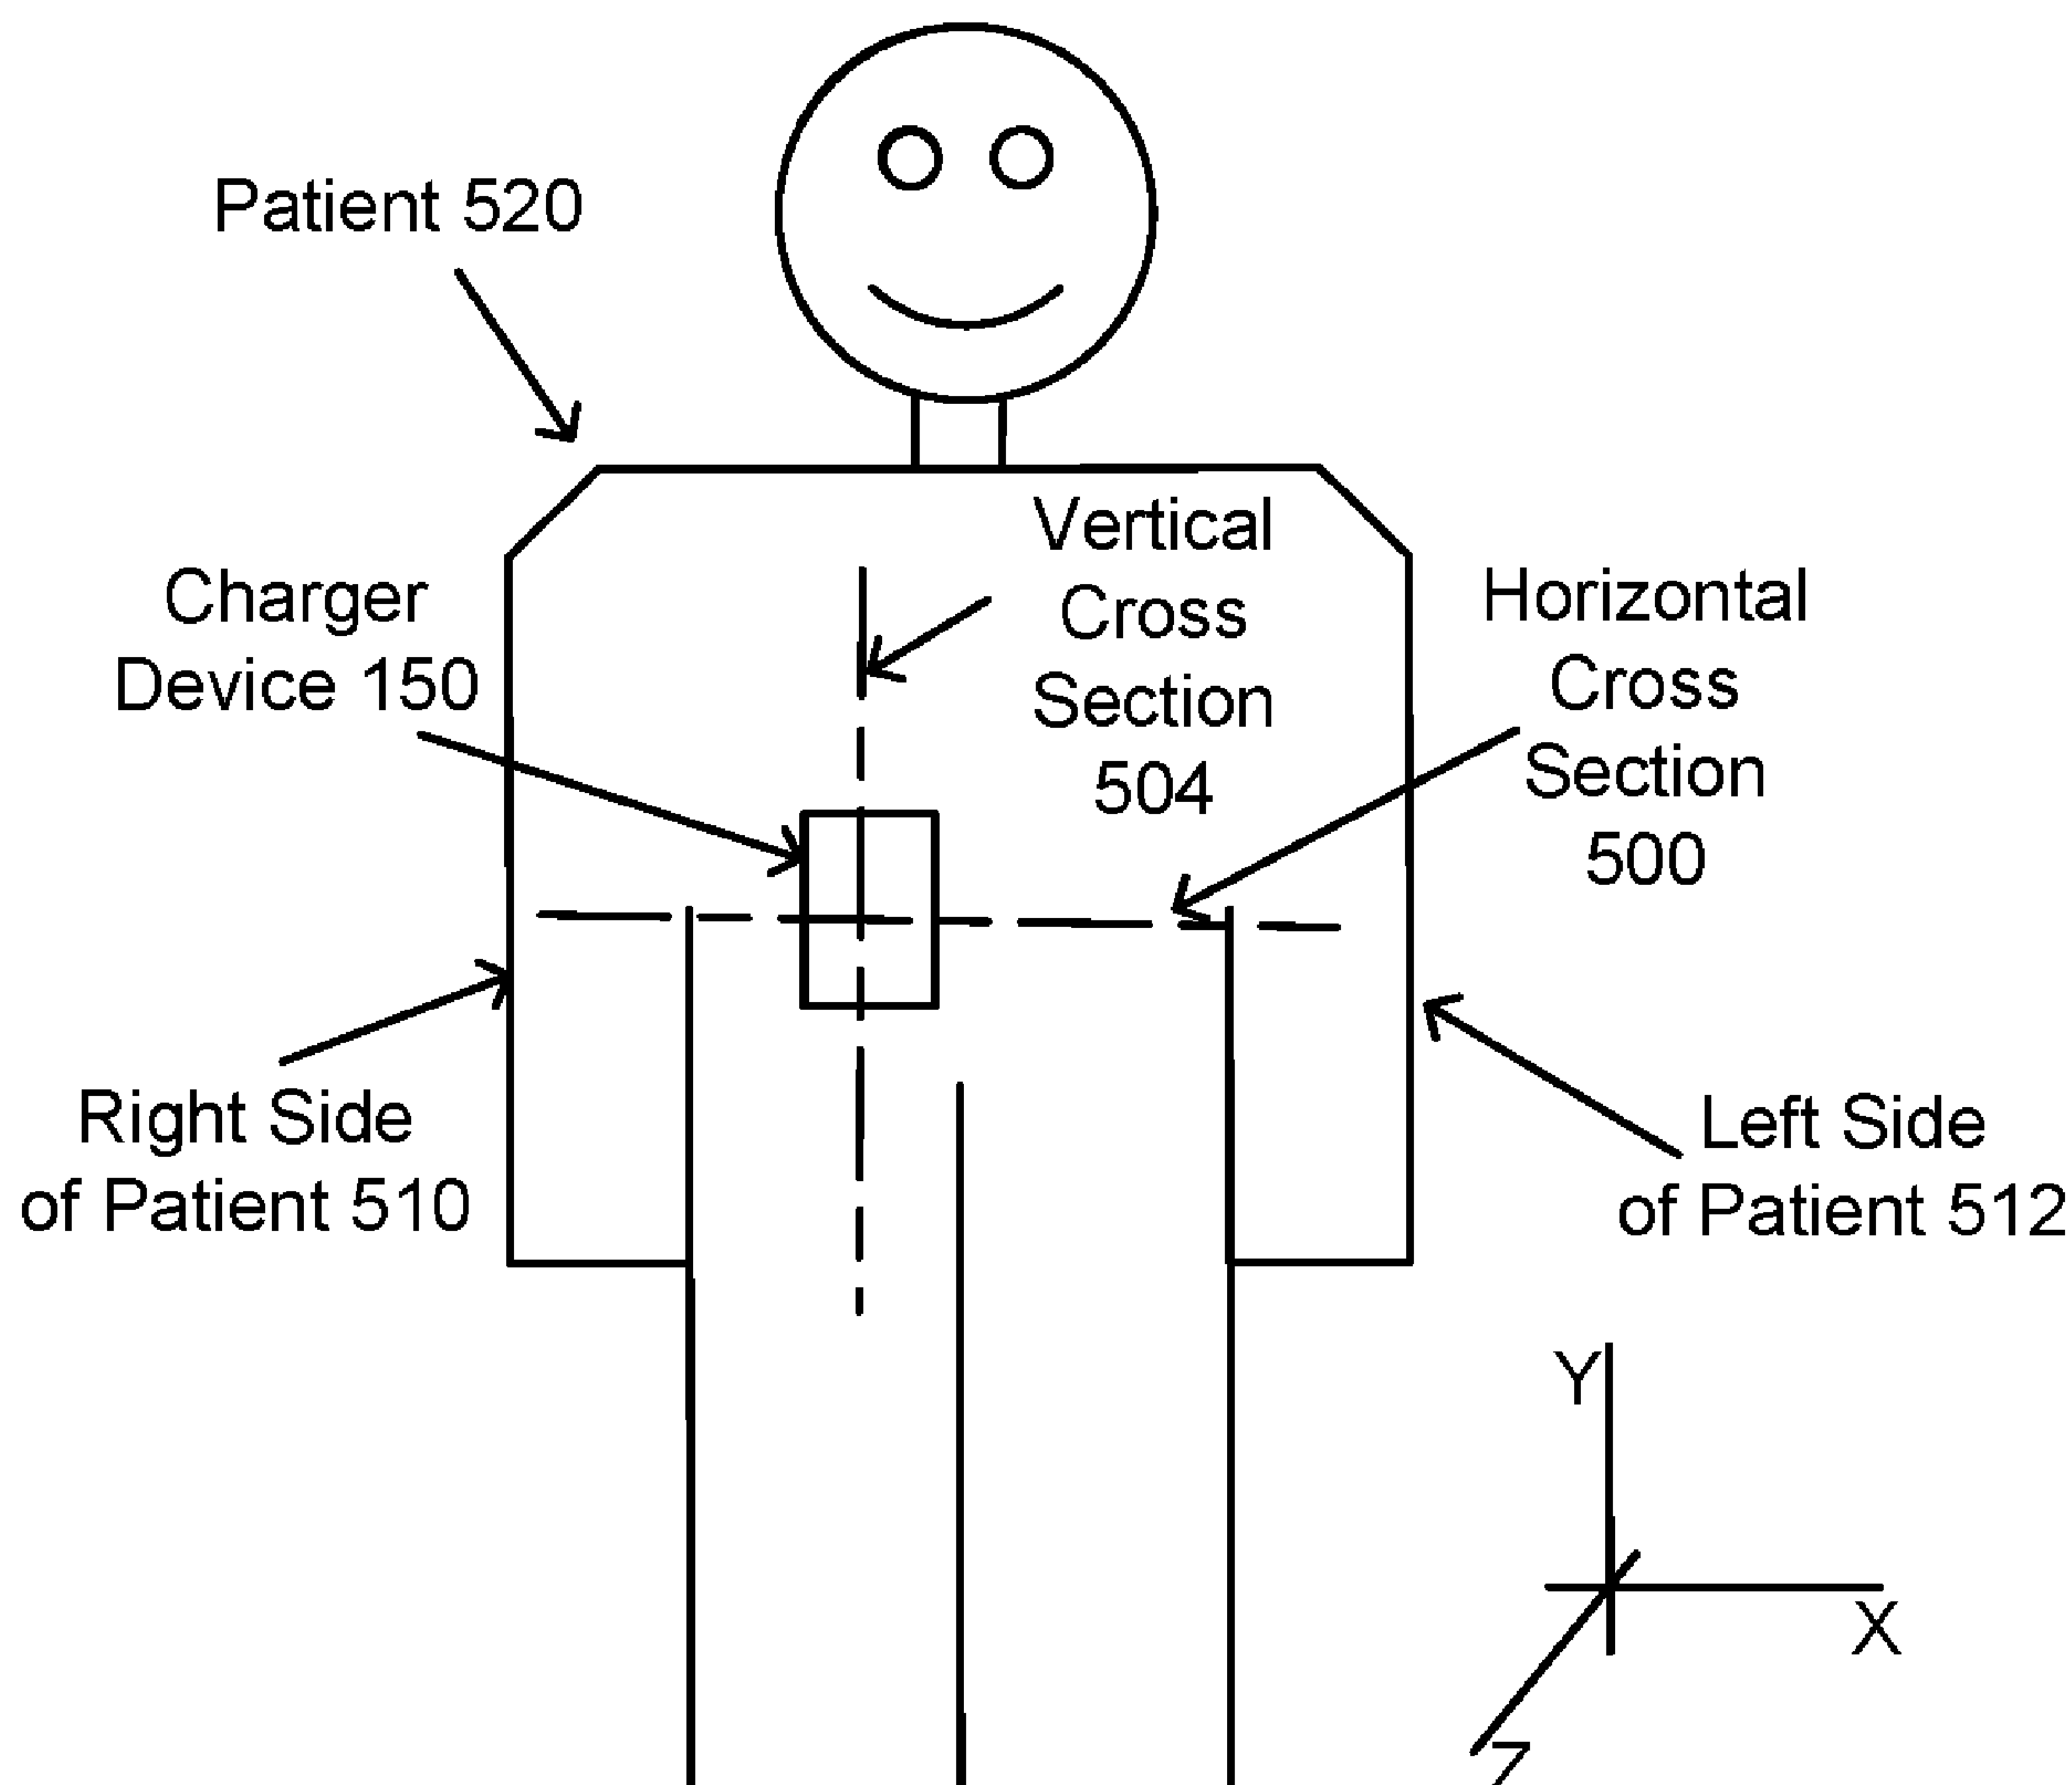 Patient 520
Vertical
Cross
Section
504
Charger
Device 150
Horizontal
Cross
Section
500
Right Side
of Patient 510
Left Side
of Patient 512
Y
X
Z